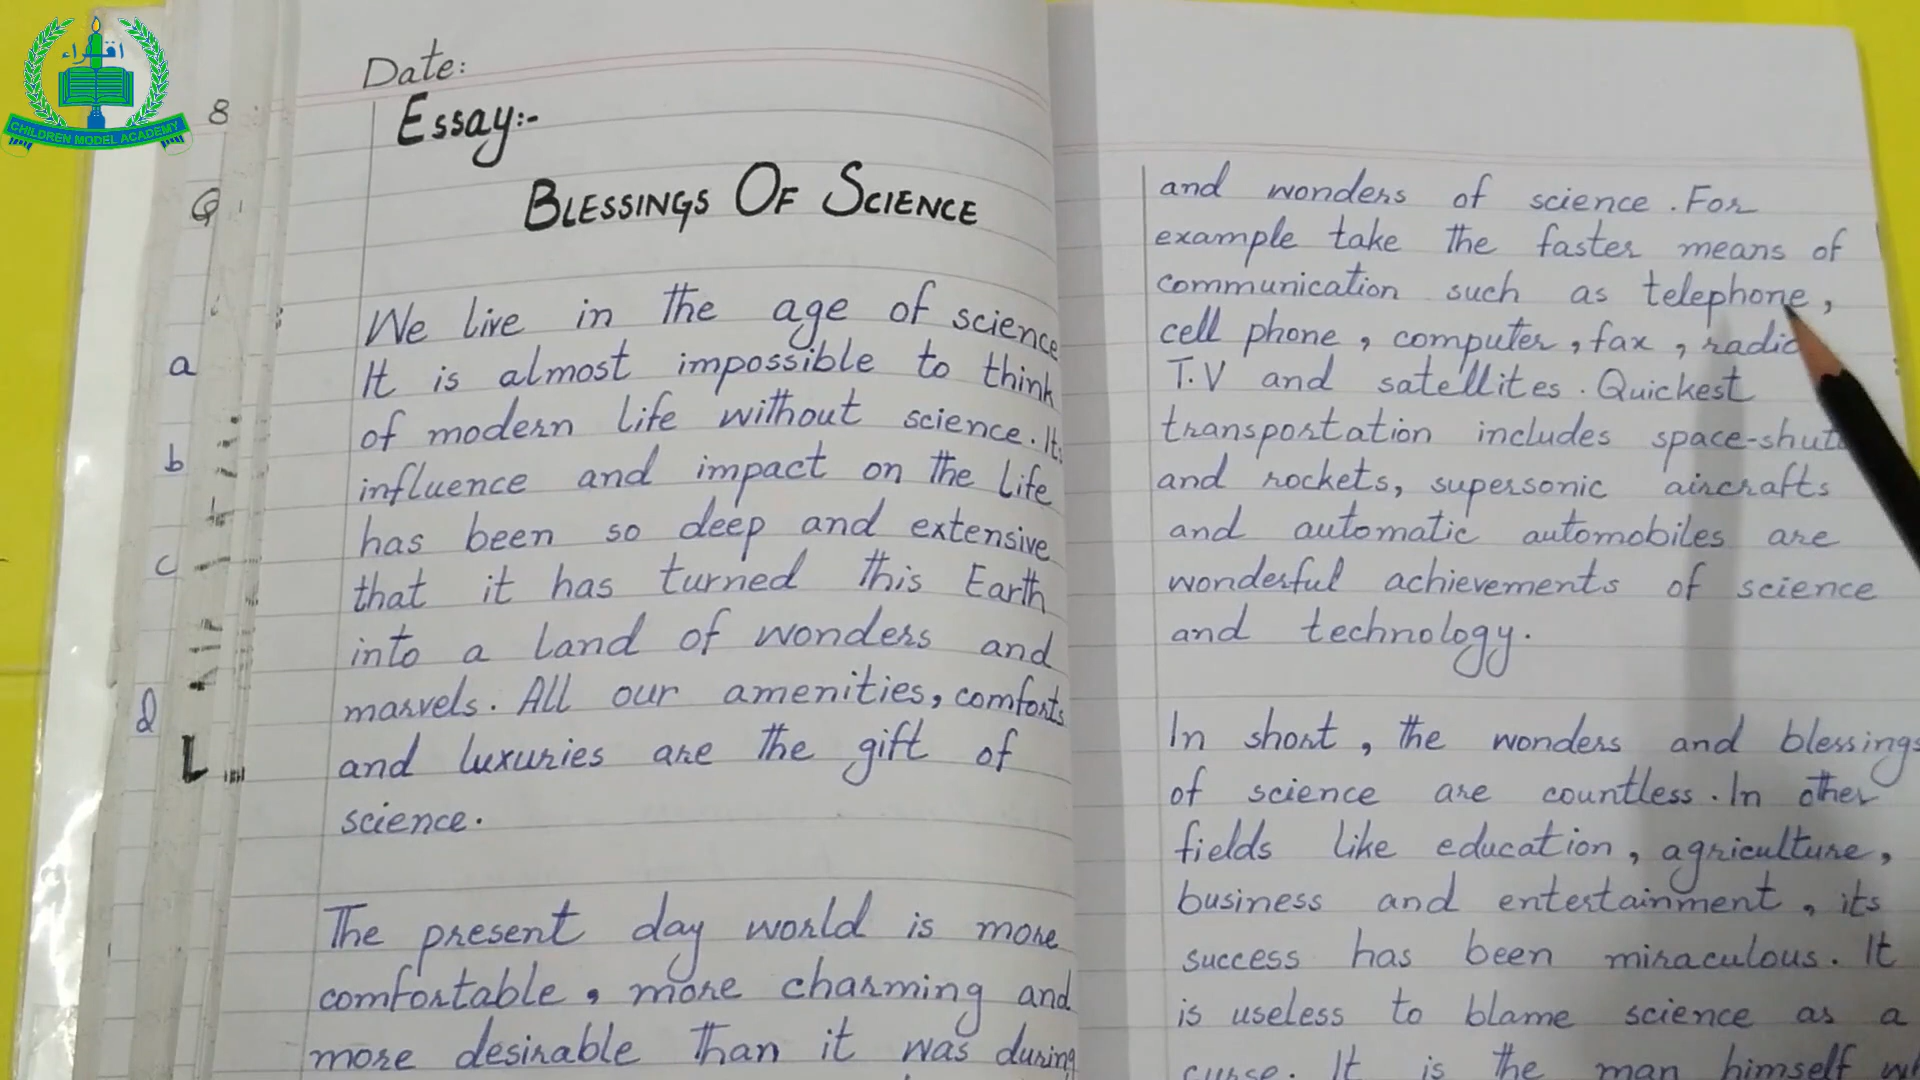 اقراء
CHILDREN MODEL ACADEMY
8
Q
a
b
c
d
Date:
Essay:-
BLESSINGS OF SCIENCE
We live in the age of science
It is almost impossible to think
of modern life without science. Its
influence and impact on the life
has been so deep and extensive
that it has turned this Earth
into a land of wonders and
marvels. All our amenities, comforts
and luxuries are the gift of
science.
The present day world is more
comfortable, more charming and
more desirable than it was during
and wonders of science. For
example take the faster means of
communication such as telephone,
cell phone, computer, fax, radio
T.V and satellites. Quickest
transportation includes
and rockets, supersonic aircrafts
and automatic automobiles are
wonderful achievements of science
and technology.
In short, the wonders and blessings
of science are countless. In other
fields like education, agriculture,
business and entertainment, its
success has been miraculous. It
is useless to blame science as a
curse. It is the man himself